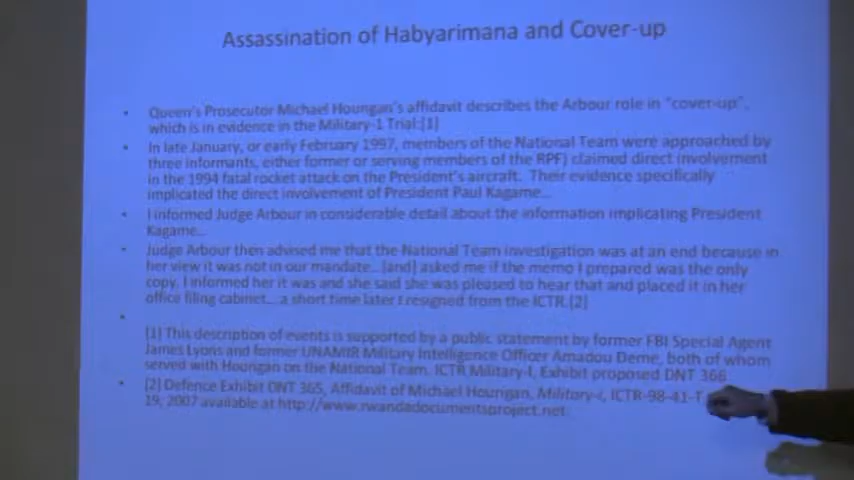 Assassination of Habyarimana and Cover-up
• Queen's Prosecutor Michael Houngan's affidavit describes the Arbour role in "cover-up",
which is in evidence in the Military-1 Trial:[1]
• In late January, or early February 1997, members of the National Team were approached by
three informants, either former or serving members of the RPF) claimed direct involvement
in the 1994 fatal rocket attack on the President's aircraft. Their evidence specifically
implicated the direct involvement of President Paul Kagame...
• I informed Judge Arbour in considerable detail about the information implicating President
Kagame...
• Judge Arbour then advised me that the National Team investigation was at an end because in
her view it was not in our mandate...[and] asked me if the memo I prepared was the only
copy. I informed her it was and she said she was pleased to hear that and placed it in her
office filing cabinet... a short time later I resigned from the ICTR.[2]
•
[1] This description of events is supported by a public statement by former FBI Special Agent
James Lyons and former UNAMIR Military Intelligence Officer Amadou Deme, both of whom
served with Houngan on the National Team. ICTR Military-I, Exhibit proposed DNT 366
• [2] Defence Exhibit DNT 365, Affidavit of Michael Hourigan, Military-I, ICTR-98-41-T
19, 2007 available at http://www.rwandadocumentsproject.net